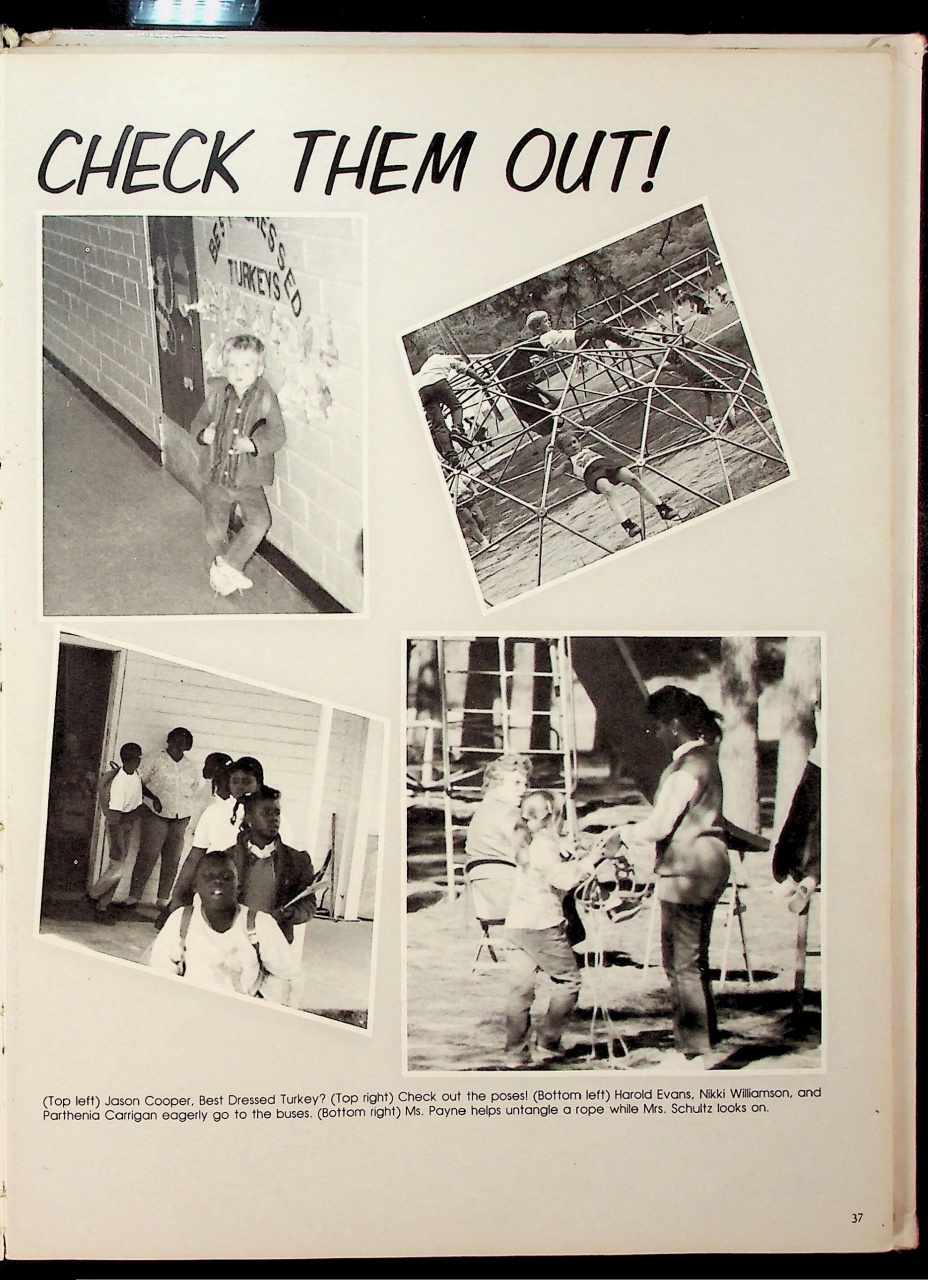 CHECK THEM OUT!
BEST DRESSED
TURKEYS
(Top left) Jason Cooper, Best Dressed Turkey? (Top right) Check out the poses! (Bottom left) Harold Evans, Nikki Williamson, and
Parthenia Carrigan eagerly go to the buses. (Bottom right) Ms. Payne helps untangle a rope while Mrs. Schultz looks on.
37